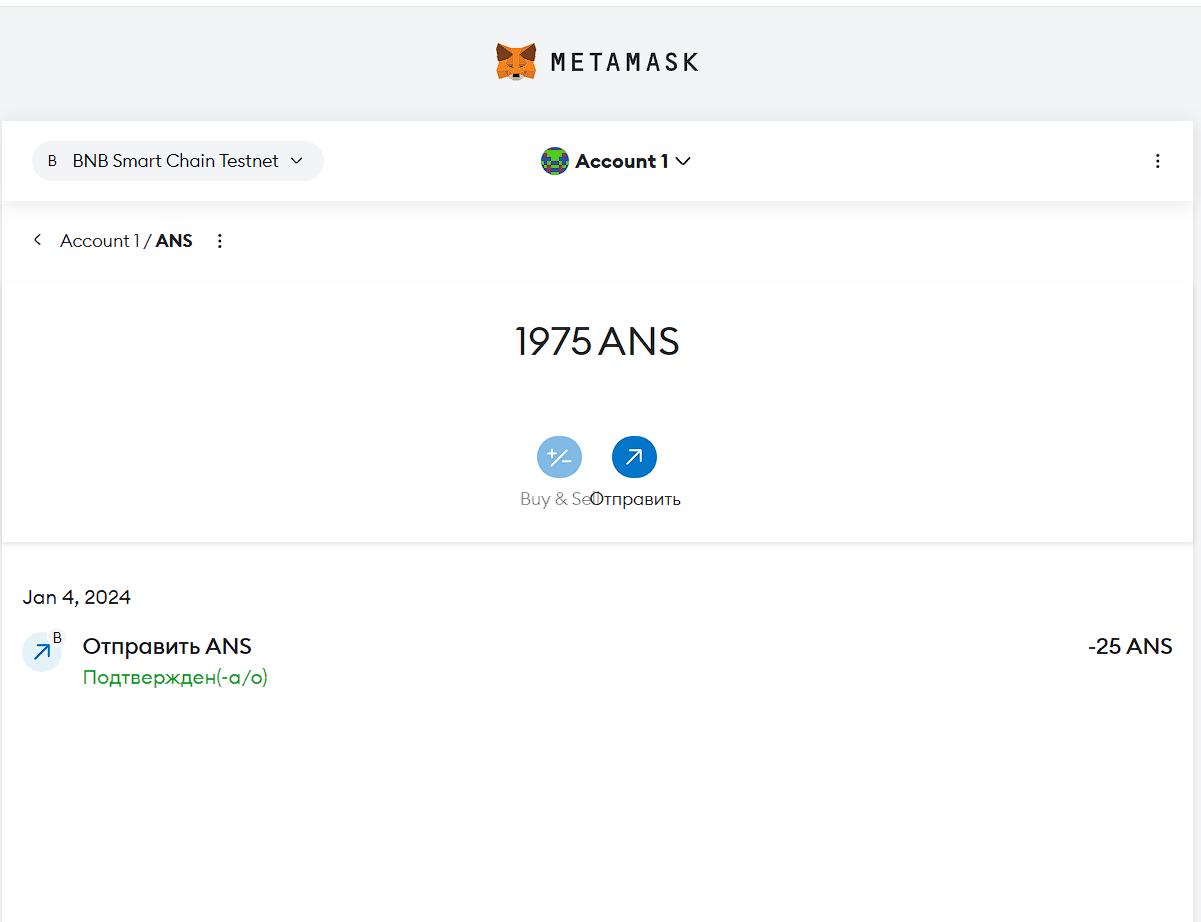 METAMASK
B BNB Smart Chain Testnet
Account 1
Account 1 / ANS
1975 ANS
Buy & Sell Отправить
Jan 4, 2024
B
Отправить ANS -25 ANS
Подтвержден(-а/о)